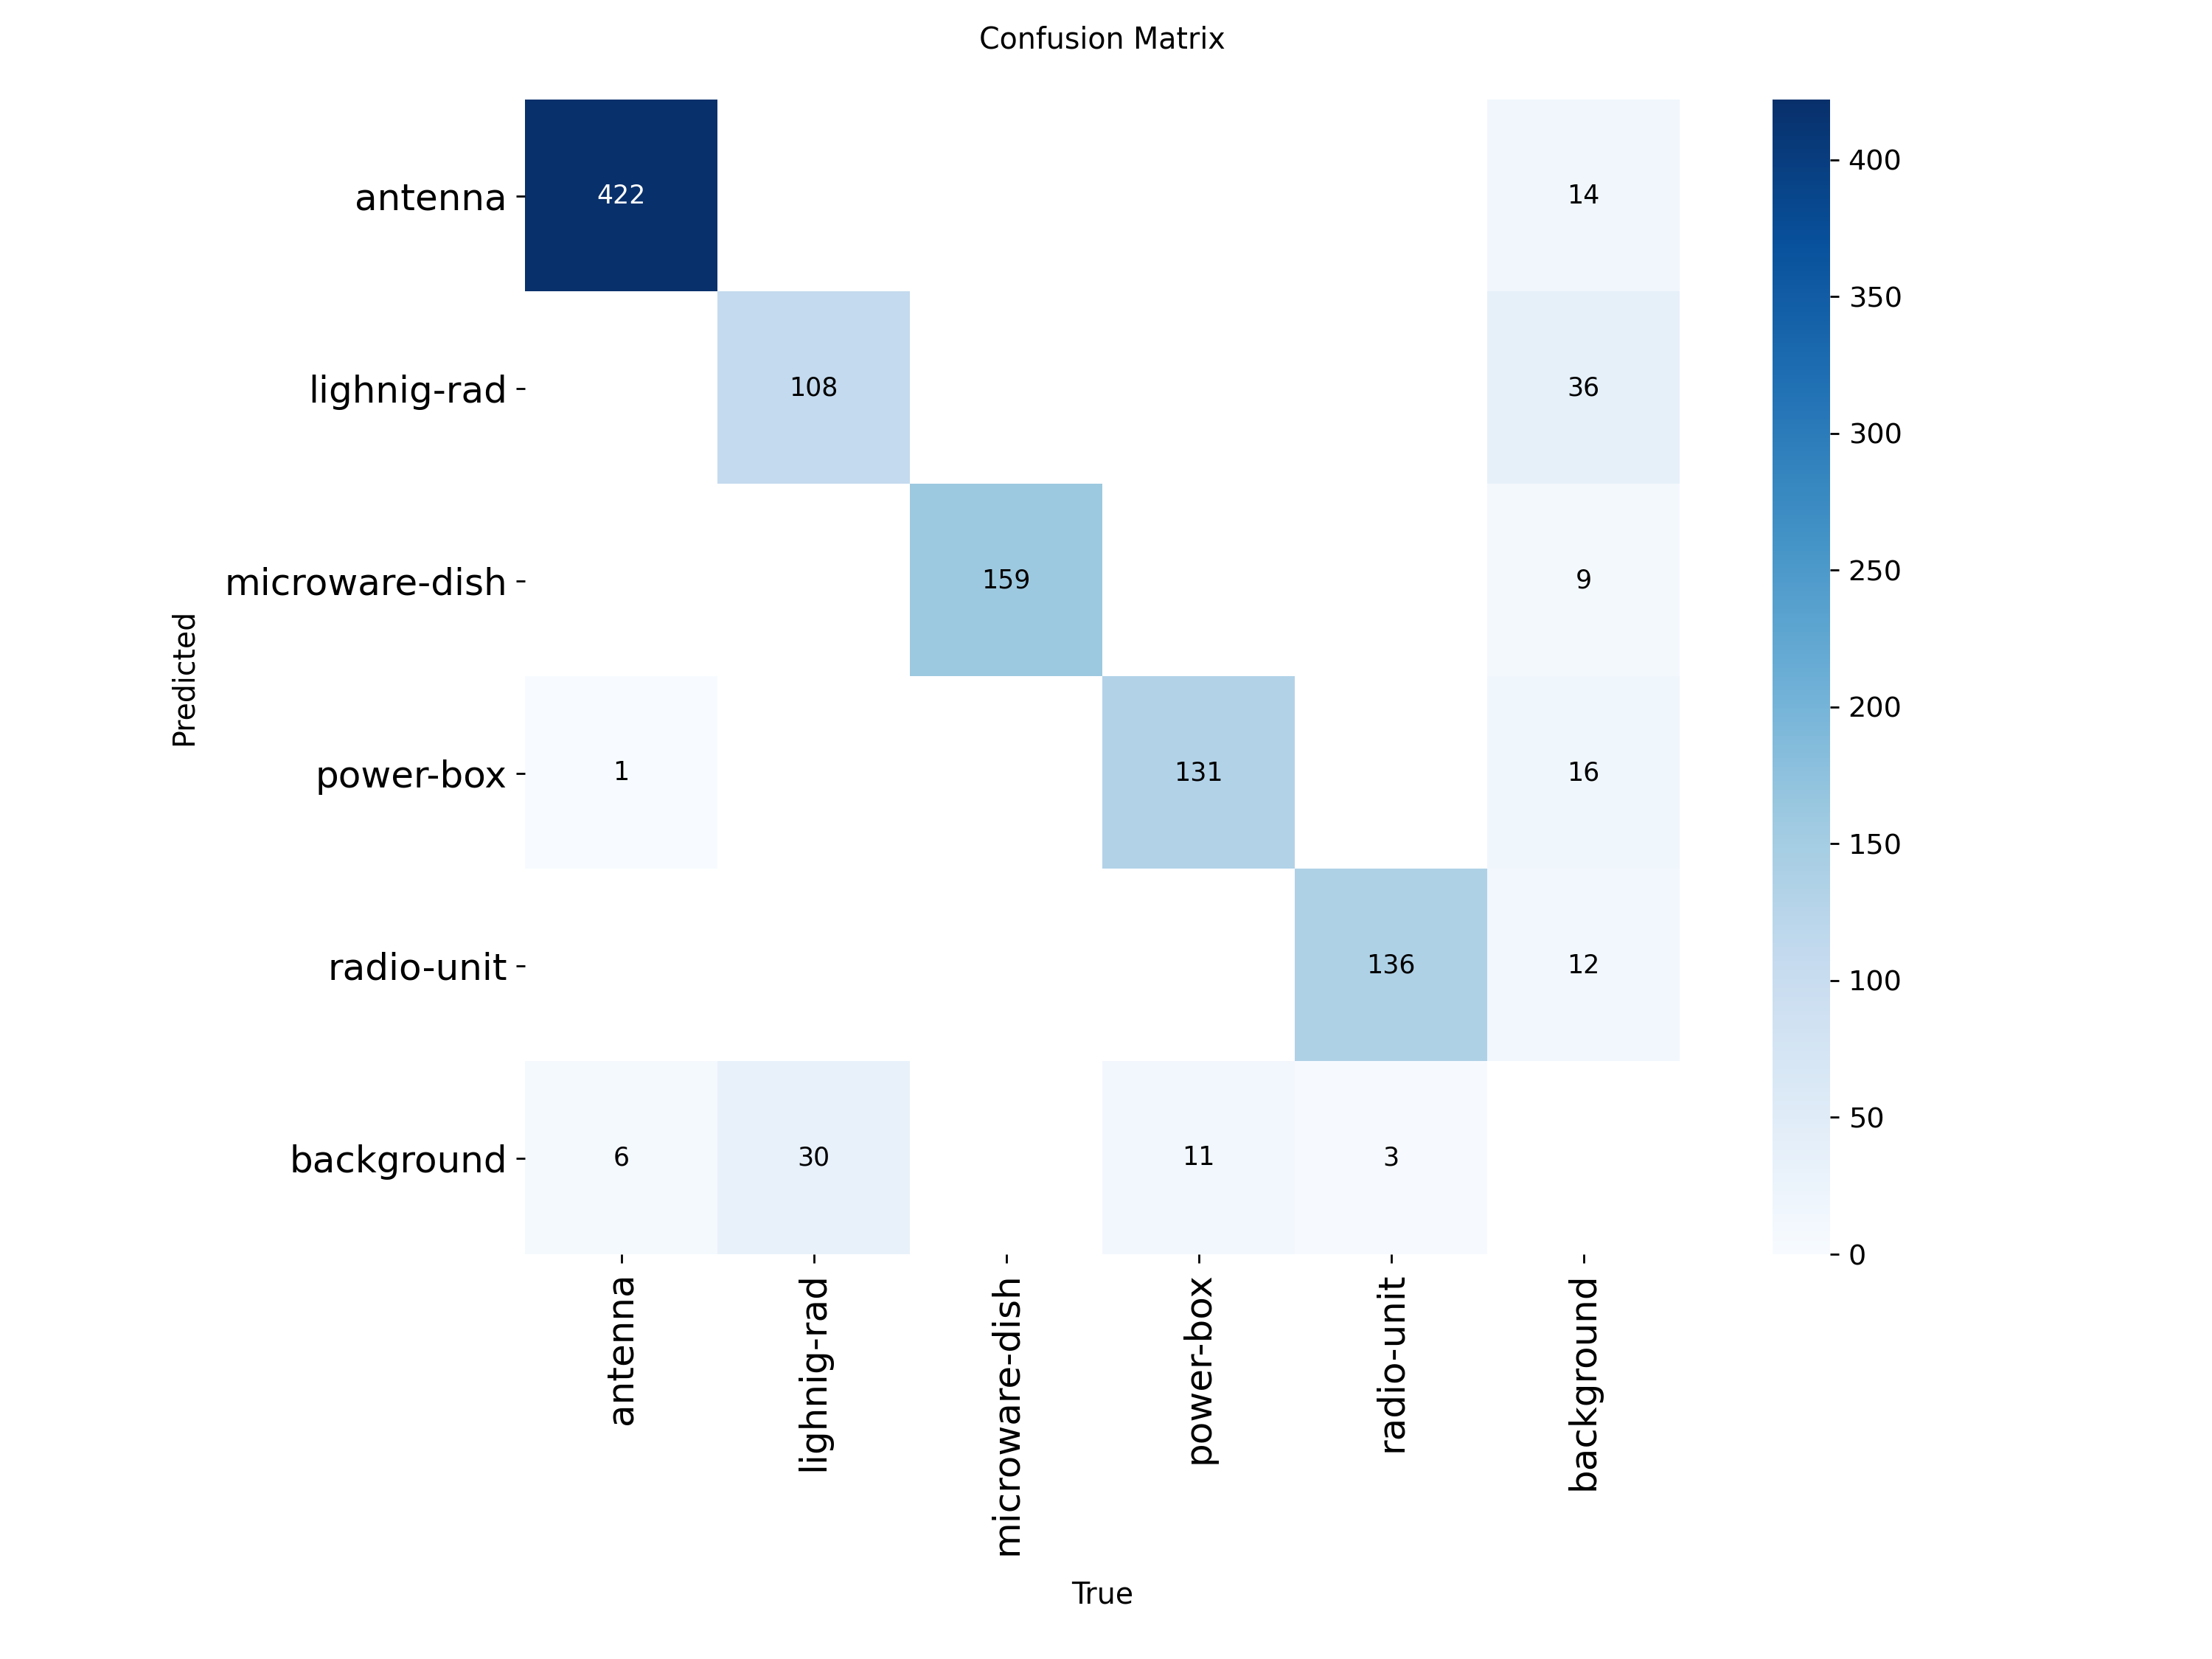 Confusion Matrix
Predicted
antenna
422
14
lighnig-rad
108
36
microware-dish
159
9
power-box
1
131
16
radio-unit
136
12
background
6
30
11
3
antenna
lighnig-rad
microware-dish
power-box
radio-unit
background
True
400
350
300
250
200
150
100
50
0